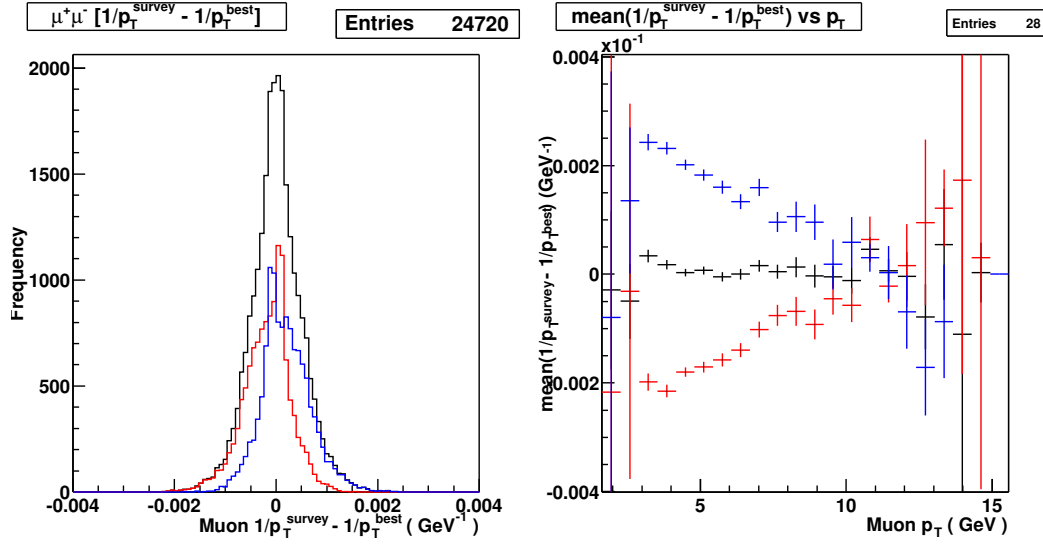 μ⁺μ⁻ [1/p_T^survey - 1/p_T^best]
Entries 24720
2000
1500
1000
500
0
Frequency
-0.004
-0.002
0
0.002
0.004
Muon 1/p_T^survey - 1/p_T^best ( GeV⁻¹)
mean(1/p_T^survey - 1/p_T^best) vs p_T
Entries 28
×10⁻¹
0.004
0.002
0
-0.002
-0.004
mean(1/p_T^survey - 1/p_T^best) (GeV⁻¹)
5
10
15
Muon p_T ( GeV )